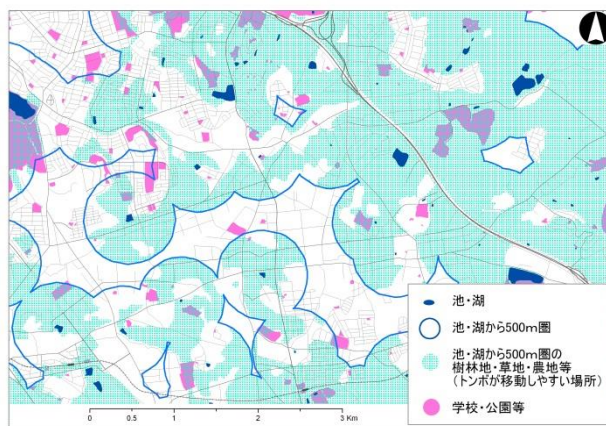 池・湖
池・湖から500m圏
池・湖から500m圏の
樹林地・草地・農地等
(トンボが移動しやすい場所)
学校・公園等
0 0.5 1 2 3 Km